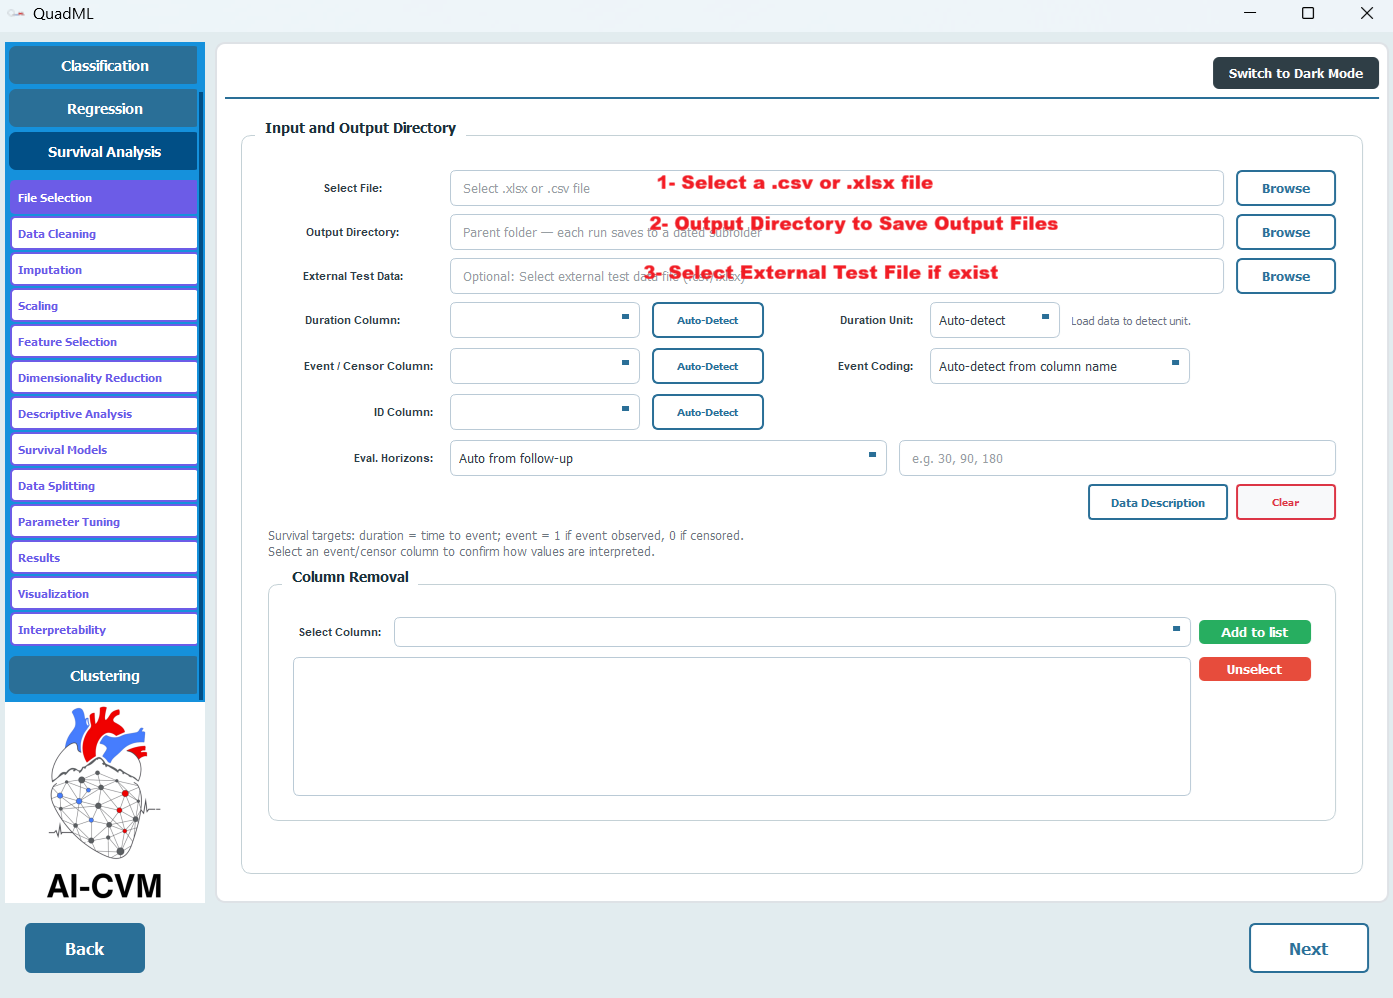 QuadML
Classification
Regression
Survival Analysis
File Selection
Data Cleaning
Imputation
Scaling
Feature Selection
Dimensionality Reduction
Descriptive Analysis
Survival Models
Data Splitting
Parameter Tuning
Results
Visualization
Interpretability
Clustering
AI-CVM
Back
Switch to Dark Mode
Input and Output Directory
Select File: Select .xlsx or .csv file 1- Select a .csv or .xlsx file Browse
Output Directory: Parent folder — each run saves to a dated subfolder 2- Output Directory to Save Output Files Browse
External Test Data: Optional: Select external test data file (.csv/.xlsx) 3- Select External Test File if exist Browse
Duration Column: Auto-Detect Duration Unit: Auto-detect Load data to detect unit.
Event / Censor Column: Auto-Detect Event Coding: Auto-detect from column name
ID Column: Auto-Detect
Eval. Horizons: Auto from follow-up e.g. 30, 90, 180
Data Description Clear
Survival targets: duration = time to event; event = 1 if event observed, 0 if censored.
Select an event/censor column to confirm how values are interpreted.
Column Removal
Select Column: Add to list
Unselect
Next